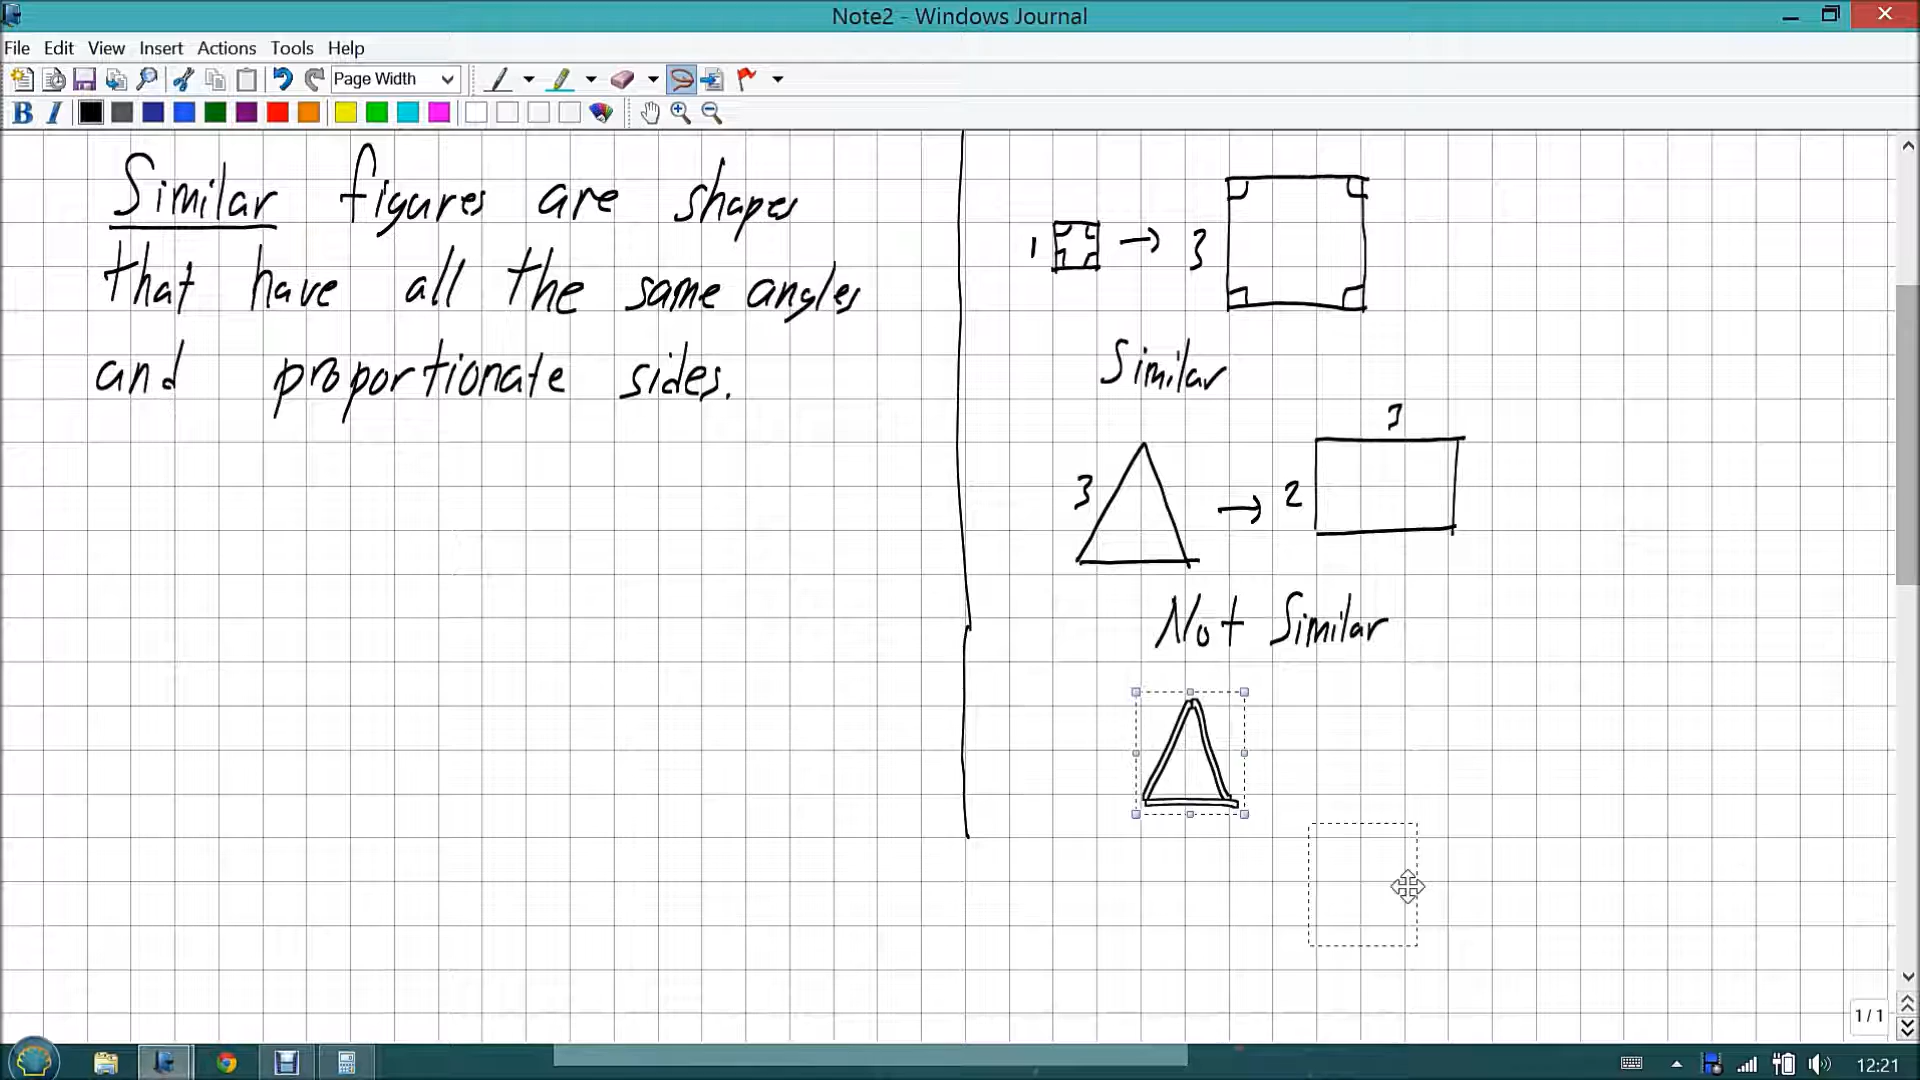 Note2 - Windows Journal
File Edit View Insert Actions Tools Help
Page Width
B I
Similar figures are shapes
that have all the same angles
and proportionate sides.
1 → 3
Similar
3
3 → 2
Not Similar
1 / 1
12:21